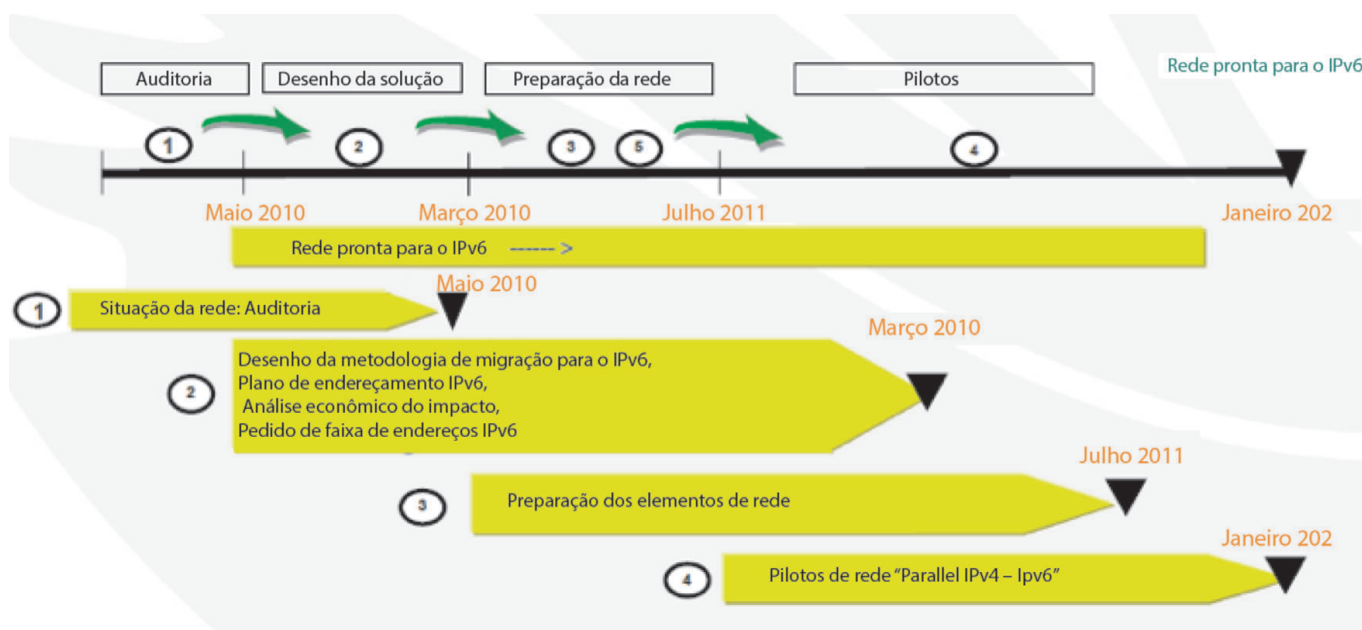 Auditoria
Desenho da solução
Preparação da rede
Pilotos
Rede pronta para o IPv6
1
2
3
5
4
Maio 2010
Março 2010
Julho 2011
Janeiro 202
Rede pronta para o IPv6 ------ >
Maio 2010
1
Situação da rede: Auditoria
Março 2010
2
Desenho da metodologia de migração para o IPv6,
Plano de endereçamento IPv6,
Análise econômico do impacto,
Pedido de faixa de endereços IPv6
Julho 2011
3
Preparação dos elementos de rede
Janeiro 202
4
Pilotos de rede “Parallel IPv4 – Ipv6”